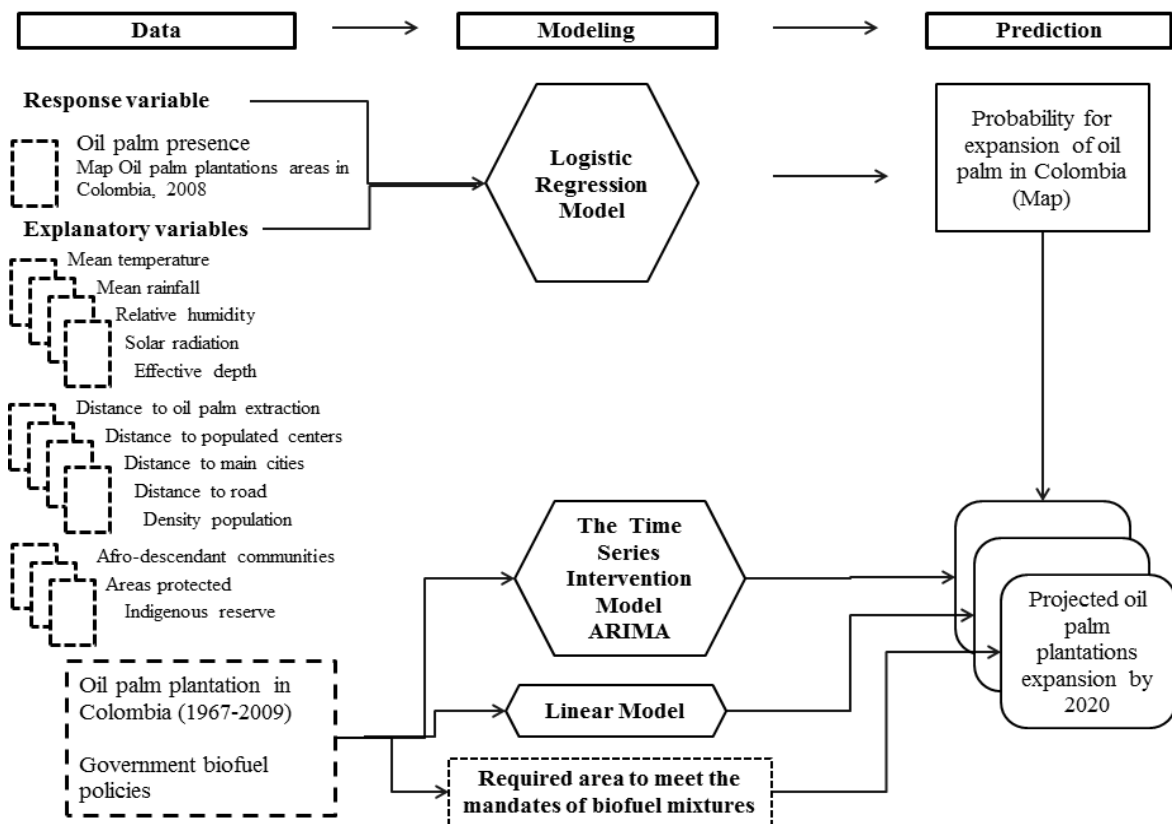 Data
Modeling
Prediction
Response variable
Oil palm presence
Map Oil palm plantations areas in
Colombia, 2008
Explanatory variables
Mean temperature
Mean rainfall
Relative humidity
Solar radiation
Effective depth
Distance to oil palm extraction
Distance to populated centers
Distance to main cities
Distance to road
Density population
Afro-descendant communities
Areas protected
Indigenous reserve
Oil palm plantation in
Colombia (1967-2009)
Government biofuel
policies
Logistic
Regression
Model
The Time
Series
Intervention
Model
ARIMA
Linear Model
Required area to meet the
mandates of biofuel mixtures
Probability for
expansion of oil
palm in Colombia
(Map)
Projected oil
palm
plantations
expansion by
2020